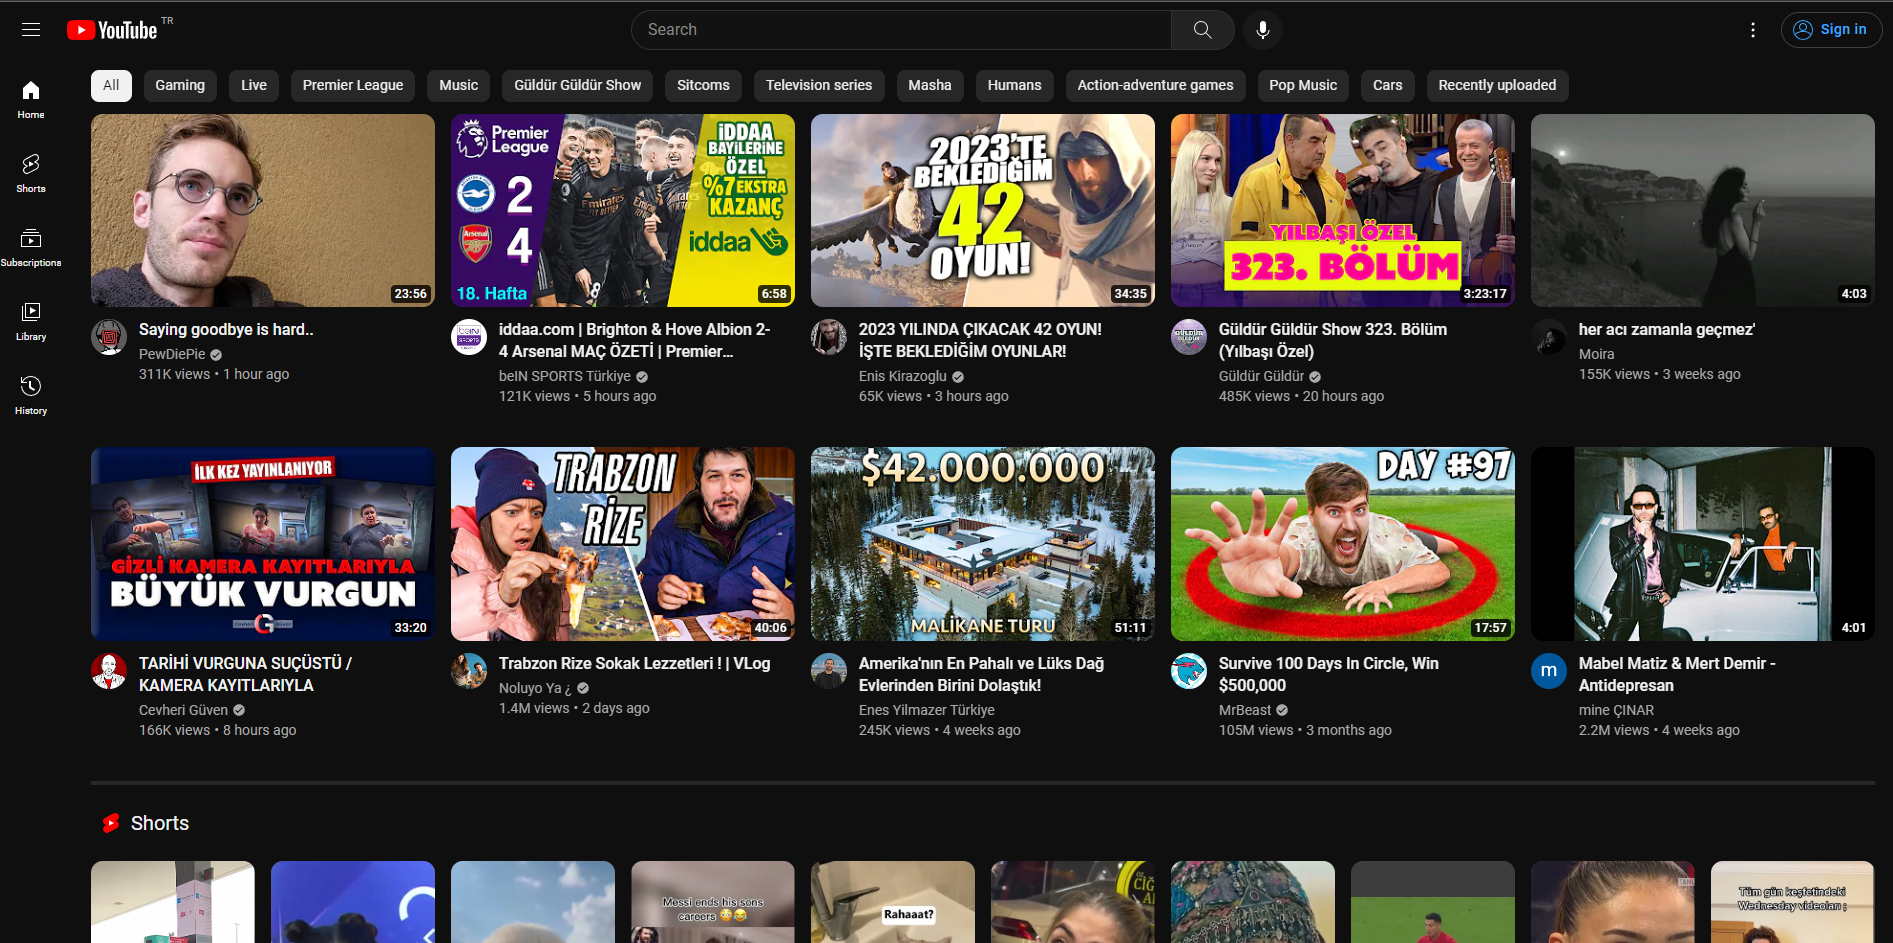 YouTube TR
Search
Sign in
Home
Shorts
Subscriptions
Library
History
All
Gaming
Live
Premier League
Music
Güldür Güldür Show
Sitcoms
Television series
Masha
Humans
Action-adventure games
Pop Music
Cars
Recently uploaded
23:56
Saying goodbye is hard..
PewDiePie
311K views • 1 hour ago
Premier
League
2
Arsenal
4
18. Hafta
Emirates
FLY BETTER
İDDAA
BAYİLERİNE
ÖZEL
%7 EKSTRA
KAZANÇ
iddaa
6:58
beIN
SPORTS
iddaa.com | Brighton & Hove Albion 2-
4 Arsenal MAÇ ÖZETİ | Premier...
beIN SPORTS Türkiye
121K views • 5 hours ago
2023'TE
BEKLEDİĞİM
42
OYUN!
34:35
2023 YILINDA ÇIKACAK 42 OYUN!
İŞTE BEKLEDİĞİM OYUNLAR!
Enis Kirazoglu
65K views • 3 hours ago
YILBAŞI ÖZEL
323. BÖLÜM
3:23:17
GÜLDÜR
GÜLDÜR
Güldür Güldür Show 323. Bölüm
(Yılbaşı Özel)
Güldür Güldür
485K views • 20 hours ago
4:03
her acı zamanla geçmez'
Moira
155K views • 3 weeks ago
İLK KEZ YAYINLANIYOR
GİZLİ KAMERA KAYITLARIYLA
BÜYÜK VURGUN
Cevheri Güven
33:20
TARİHİ VURGUNA SUÇÜSTÜ /
KAMERA KAYITLARIYLA
Cevheri Güven
166K views • 8 hours ago
TRABZON
RİZE
40:06
Trabzon Rize Sokak Lezzetleri ! | VLog
Noluyo Ya ¿
1.4M views • 2 days ago
$42.000.000
MALİKANE TURU
51:11
Amerika'nın En Pahalı ve Lüks Dağ
Evlerinden Birini Dolaştık!
Enes Yilmazer Türkiye
245K views • 4 weeks ago
DAY #97
17:57
Survive 100 Days In Circle, Win
$500,000
MrBeast
105M views • 3 months ago
4:01
m
Mabel Matiz & Mert Demir -
Antidepresan
mine ÇINAR
2.2M views • 4 weeks ago
Shorts
Messi ends his sons
careers
Rahaaat?
Tüm gün keşfetindeki
Wednesday videoları ;